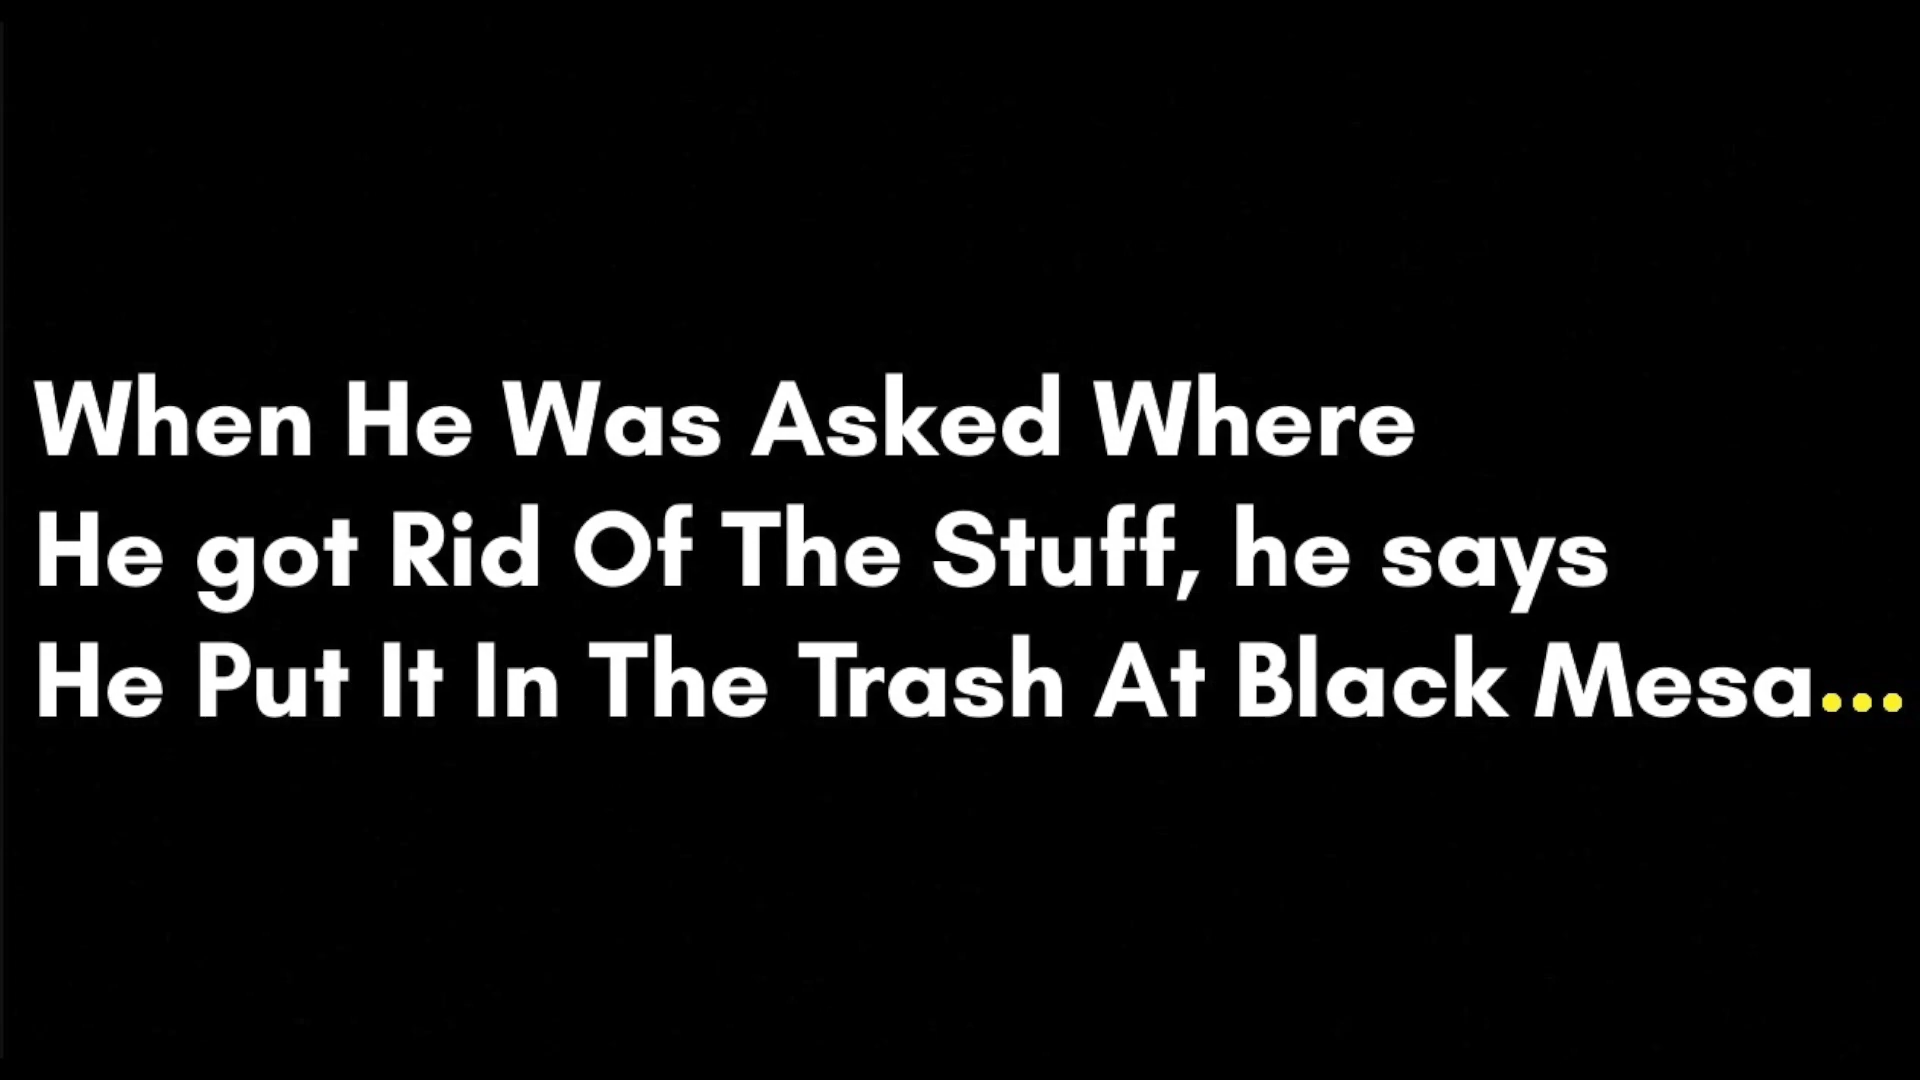 When He Was Asked Where
He got Rid Of The Stuff, he says
He Put It In The Trash At Black Mesa...